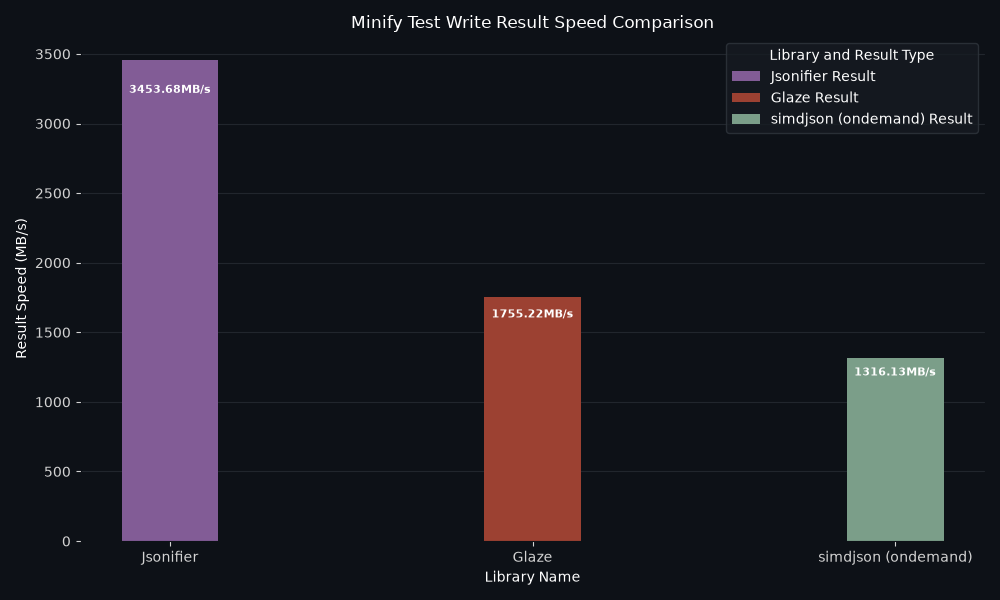 Minify Test Write Result Speed Comparison
Library and Result Type
Jsonifier Result
Glaze Result
simdjson (ondemand) Result
Result Speed (MB/s)
3500
3000
2500
2000
1500
1000
500
0
3453.68MB/s
1755.22MB/s
1316.13MB/s
Jsonifier
Glaze
simdjson (ondemand)
Library Name